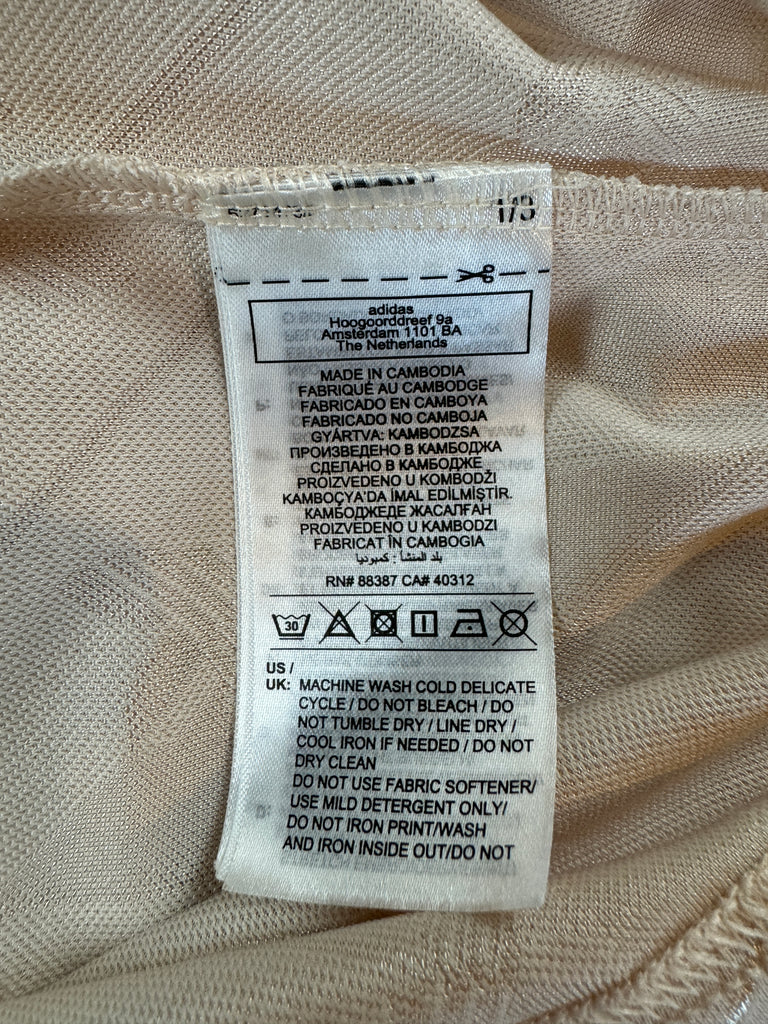 1/3
adidas
Hoogoorddreef 9a
Amsterdam 1101 BA
The Netherlands
MADE IN CAMBODIA
FABRIQUÉ AU CAMBODGE
FABRICADO EN CAMBOYA
FABRICADO NO CAMBOJA
GYÁRTVA: KAMBODZSA
ПРОИЗВЕДЕНО В КАМБОДЖА
СДЕЛАНО В КАМБОДЖЕ
PROIZVEDENO U KOMBODŽI
KAMBOÇYA'DA İMAL EDİLMİŞTİR.
КАМБОДЖЕДЕ ЖАСАЛҒАН
PROIZVEDENO U KAMBODZI
FABRICAT ÎN CAMBOGIA
بلد المنشأ : كمبوديا
RN# 88387 CA# 40312
30
US /
UK: MACHINE WASH COLD DELICATE
CYCLE / DO NOT BLEACH / DO
NOT TUMBLE DRY / LINE DRY /
COOL IRON IF NEEDED / DO NOT
DRY CLEAN
DO NOT USE FABRIC SOFTENER/
USE MILD DETERGENT ONLY/
DO NOT IRON PRINT/WASH
AND IRON INSIDE OUT/DO NOT